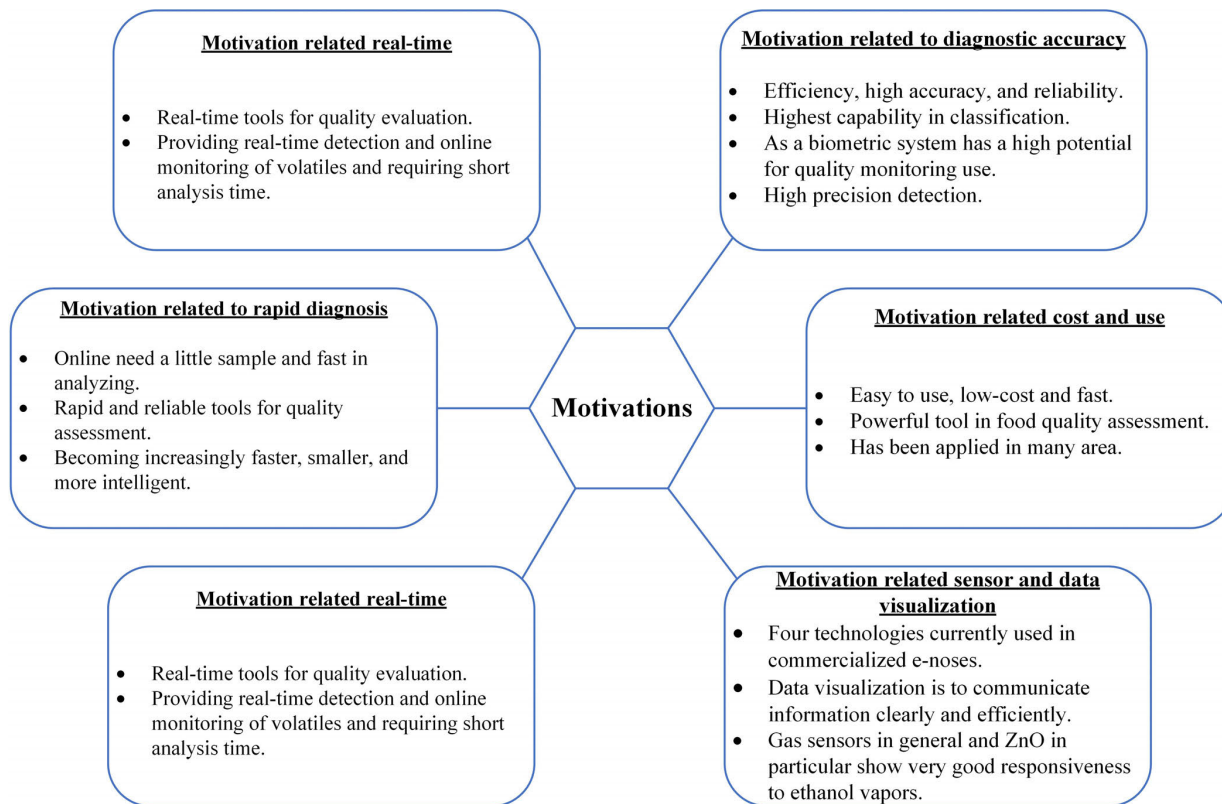 Motivation related real-time
• Real-time tools for quality evaluation.
• Providing real-time detection and online
monitoring of volatiles and requiring short
analysis time.
Motivation related to diagnostic accuracy
• Efficiency, high accuracy, and reliability.
• Highest capability in classification.
• As a biometric system has a high potential
for quality monitoring use.
• High precision detection.
Motivation related to rapid diagnosis
• Online need a little sample and fast in
analyzing.
• Rapid and reliable tools for quality
assessment.
• Becoming increasingly faster, smaller, and
more intelligent.
Motivations
Motivation related cost and use
• Easy to use, low-cost and fast.
• Powerful tool in food quality assessment.
• Has been applied in many area.
Motivation related real-time
• Real-time tools for quality evaluation.
• Providing real-time detection and online
monitoring of volatiles and requiring short
analysis time.
Motivation related sensor and data
visualization
• Four technologies currently used in
commercialized e-noses.
• Data visualization is to communicate
information clearly and efficiently.
• Gas sensors in general and ZnO in
particular show very good responsiveness
to ethanol vapors.